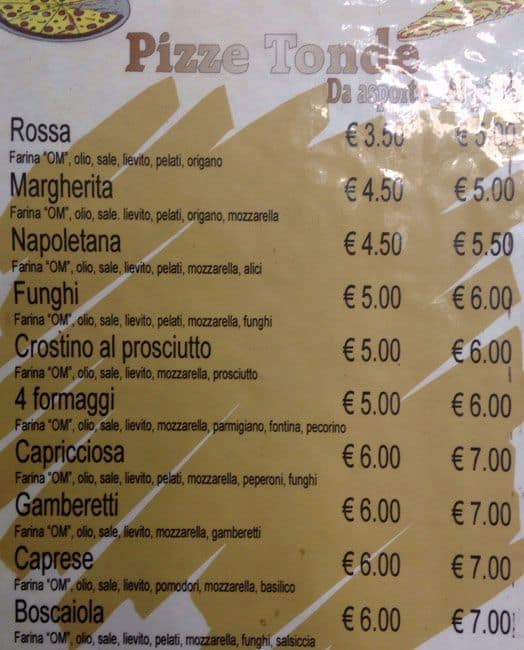 Pizze Tonde
Da asporto
Rossa € 3.50 € 5.00
Farina "OM", olio, sale, lievito, pelati, origano
Margherita € 4.50 € 5.00
Farina "OM", olio, sale. lievito, pelati, origano, mozzarella
Napoletana € 4.50 € 5.50
Farina "OM", olio, sale, lievito, pelati, mozzarella, alici
Funghi € 5.00 € 6.00
Farina "OM", olio, sale, lievito, pelati, mozzarella, funghi
Crostino al prosciutto € 5.00 € 6.00
Farina "OM", olio, sale, lievito, mozzarella, prosciutto
4 formaggi € 5.00 € 6.00
Farina "OM", olio, sale, lievito, mozzarella, parmigiano, fontina, pecorino
Capricciosa € 6.00 € 7.00
Farina "OM", olio, sale, lievito, pelati, mozzarella, peperoni, funghi
Gamberetti € 6.00 € 7.00
Farina "OM", olio, sale, lievito, mozzarella, gamberetti
Caprese € 6.00 € 7.00
Farina "OM", olio, sale, lievito, pomodori, mozzarella, basilico
Boscaiola € 6.00 € 7.00
Farina "OM", olio, sale, lievito, pelati, mozzarella, funghi, salsiccia